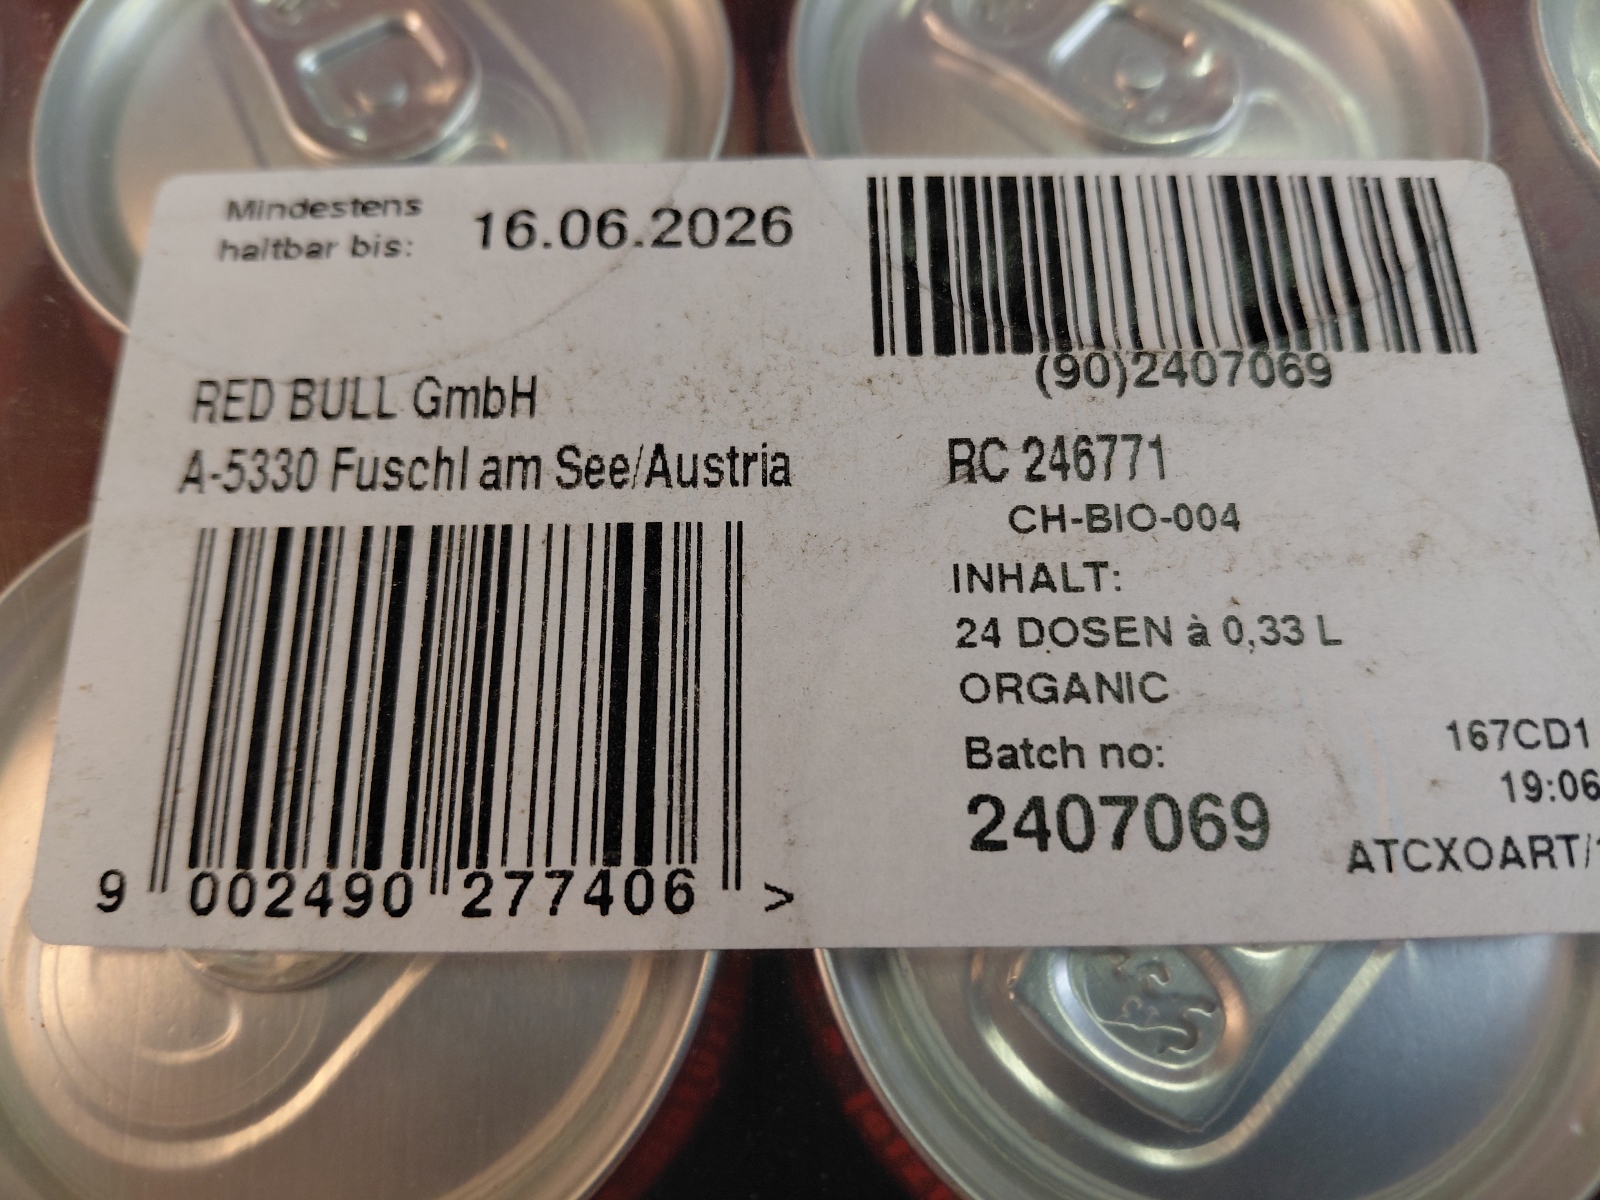 Mindestens
haltbar bis:
16.06.2026
(90)2407069
RED BULL GmbH
A-5330 Fuschl am See/Austria
RC 246771
CH-BIO-004
INHALT:
24 DOSEN à 0,33 L
ORGANIC
Batch no:
2407069
167CD1
19:06
ATCXOART/
9 002490 277406 >